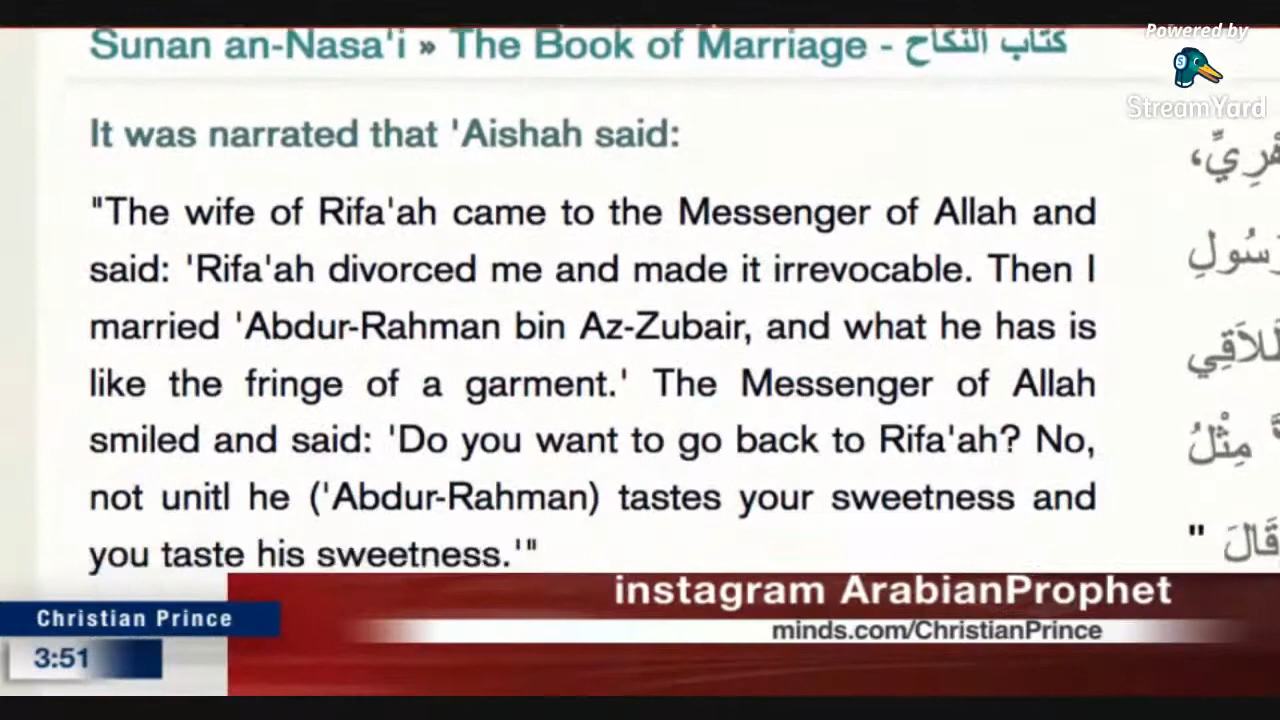 Sunan an-Nasa'i » The Book of Marriage - كتاب النكاح
Powered by
StreamYard
It was narrated that 'Aishah said:
"The wife of Rifa'ah came to the Messenger of Allah and
said: 'Rifa'ah divorced me and made it irrevocable. Then I
married 'Abdur-Rahman bin Az-Zubair, and what he has is
like the fringe of a garment.' The Messenger of Allah
smiled and said: 'Do you want to go back to Rifa'ah? No,
not unitl he ('Abdur-Rahman) tastes your sweetness and
you taste his sweetness.'"
مِثْلُ
قَالَ "
instagram ArabianProphet
Christian Prince
minds.com/ChristianPrince
3:51